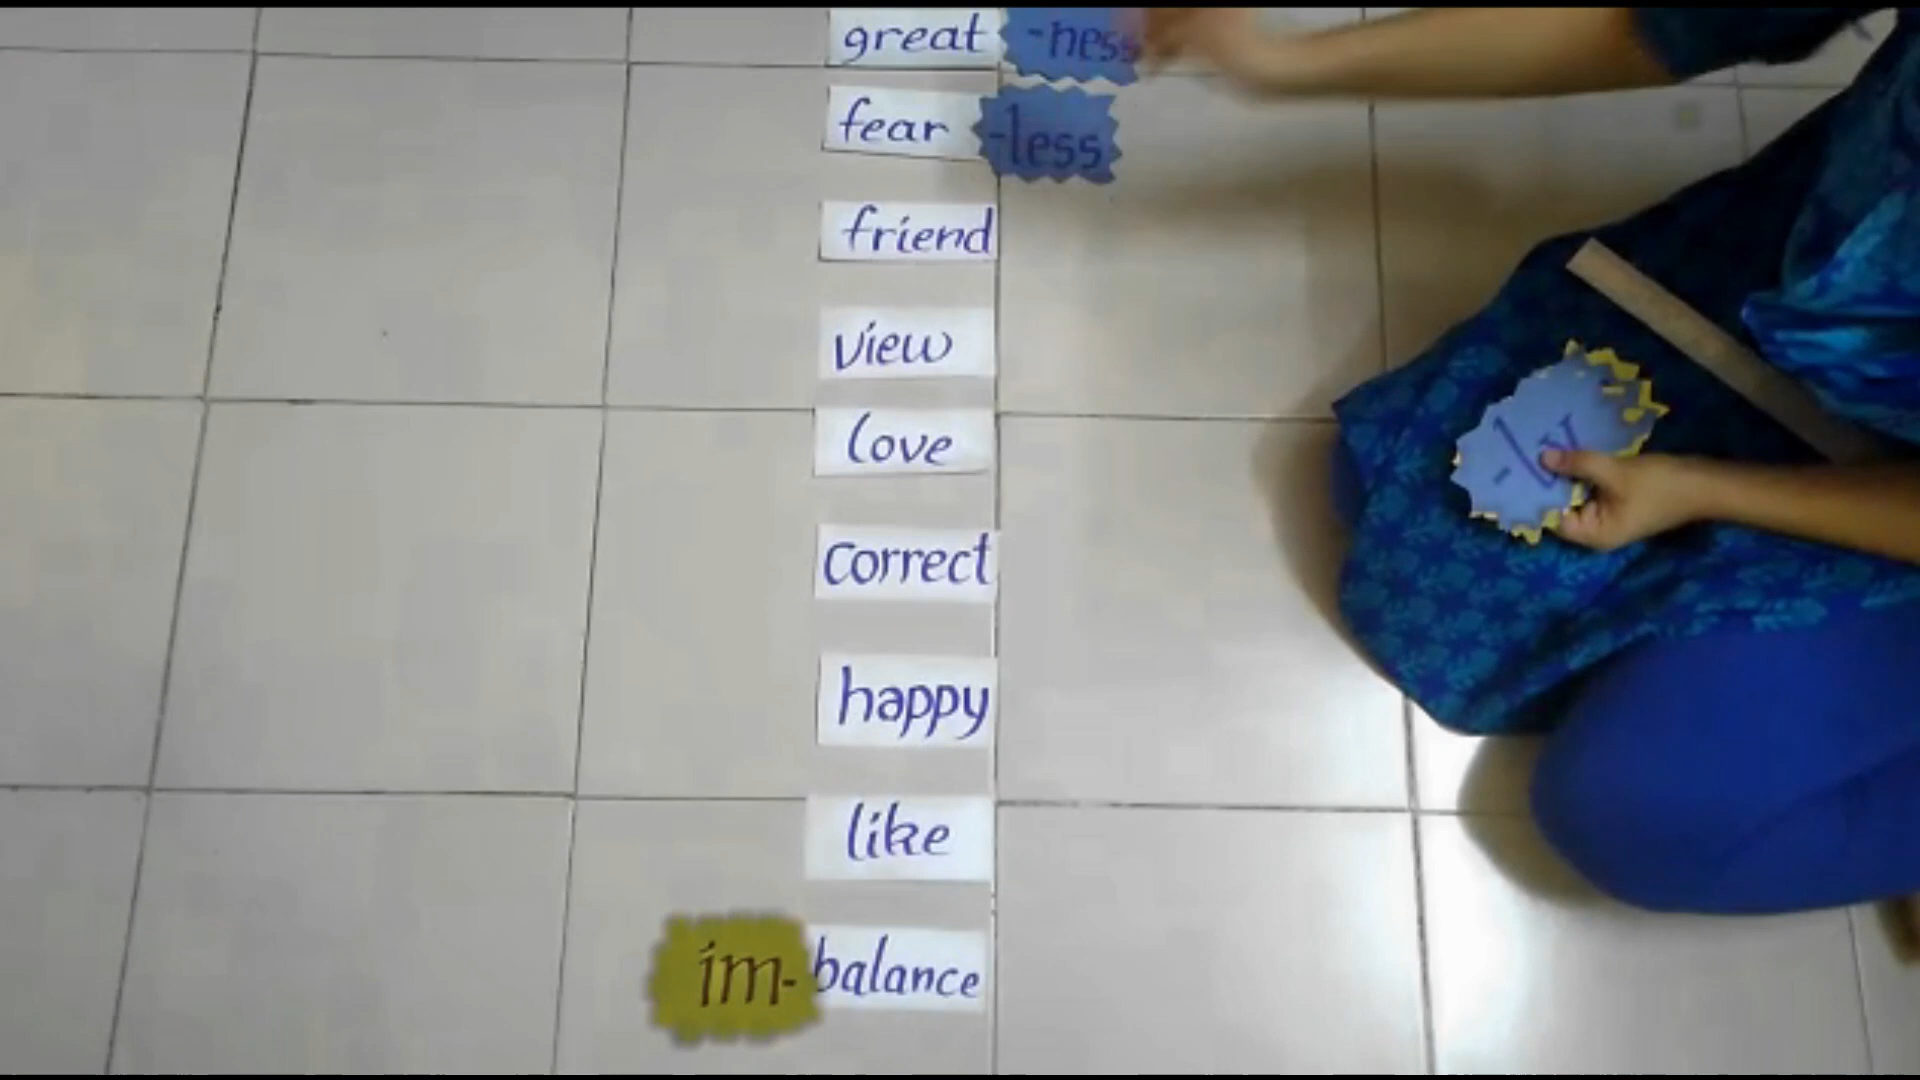 great -ness
fear -less
friend
view
love
correct
happy
like
im- balance
-ly